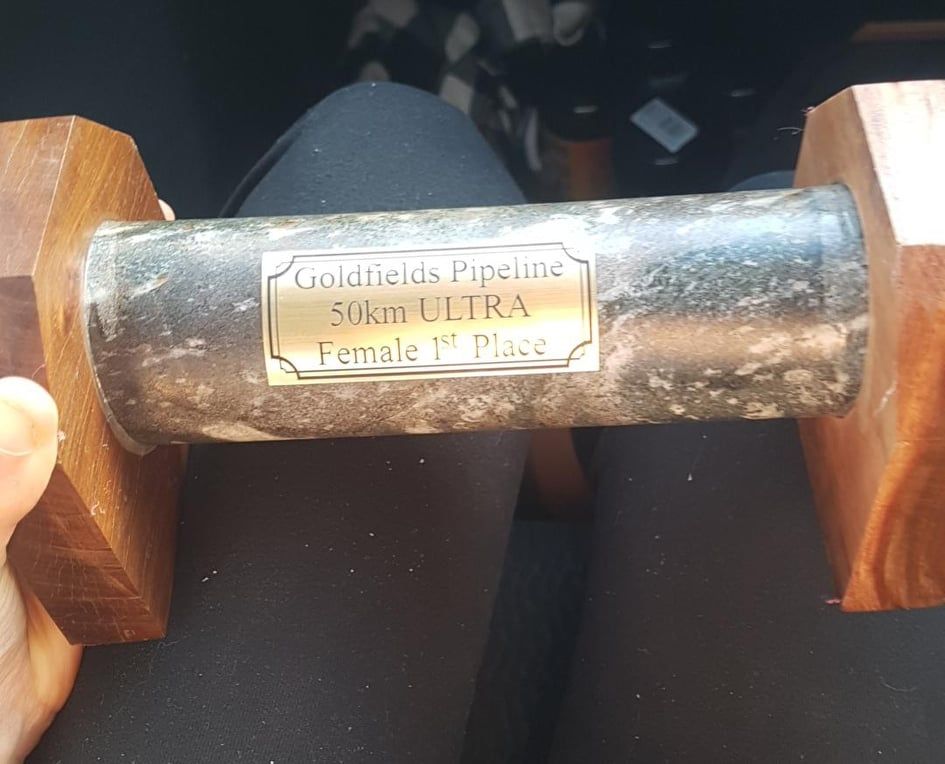 Goldfields Pipeline
50km ULTRA
Female 1st Place